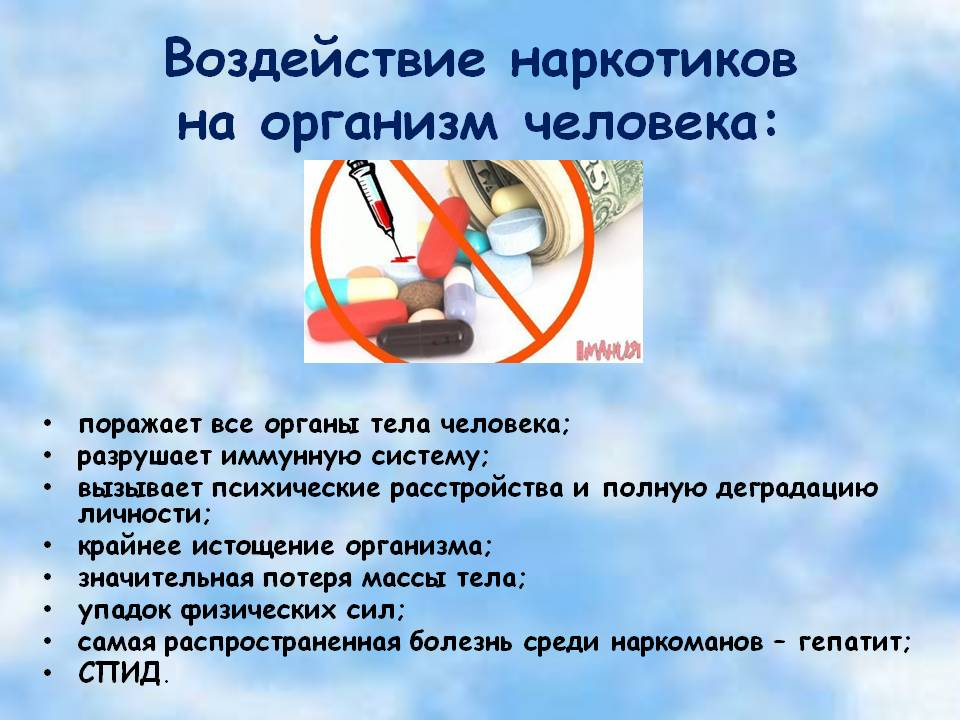 Воздействие наркотиков
на организм человека:
МАНИЯ
• поражает все органы тела человека;
• разрушает иммунную систему;
• вызывает психические расстройства и полную деградацию
личности;
• крайнее истощение организма;
• значительная потеря массы тела;
• упадок физических сил;
• самая распространенная болезнь среди наркоманов – гепатит;
• СПИД.